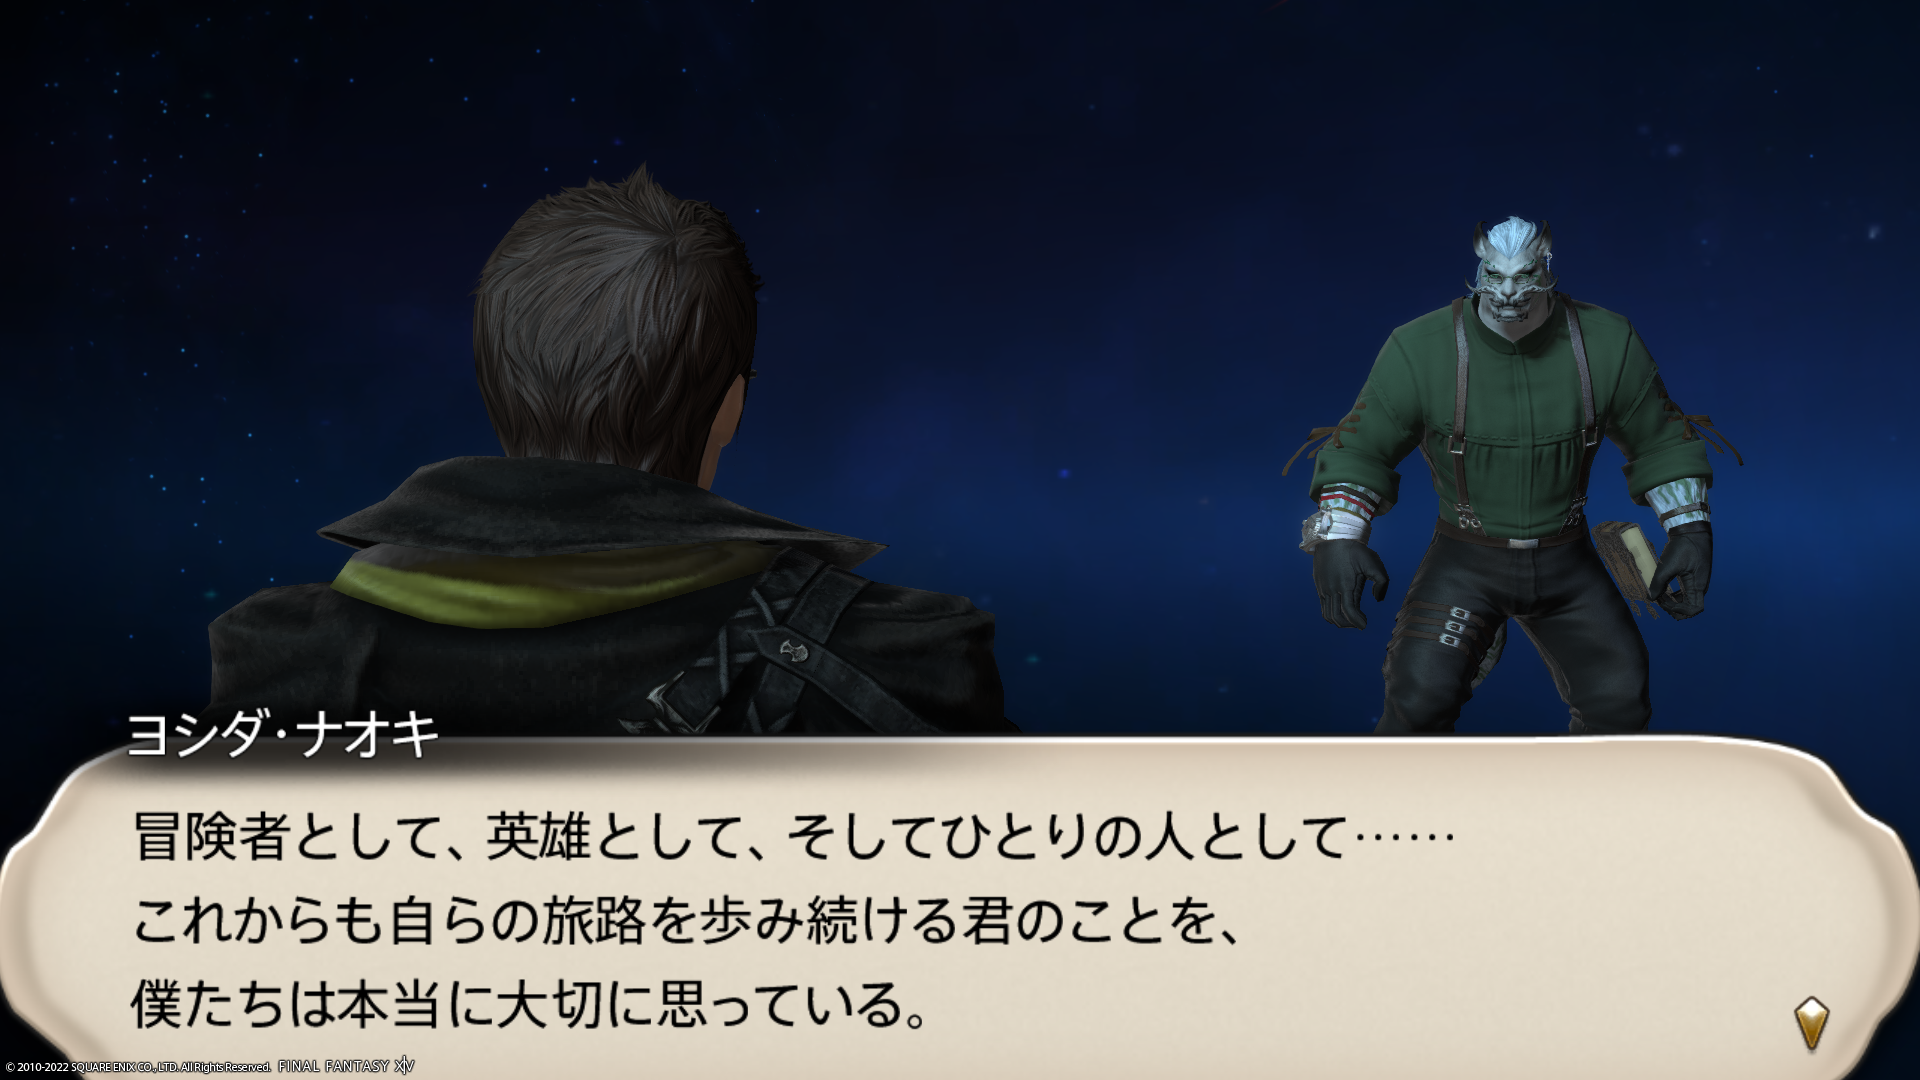 ヨシダ・ナオキ
冒険者として、英雄として、そしてひとりの人として……
これからも自らの旅路を歩み続ける君のことを、
僕たちは本当に大切に思っている。
© 2010-2022 SQUARE ENIX CO., LTD. All Rights Reserved. FINAL FANTASY XIV